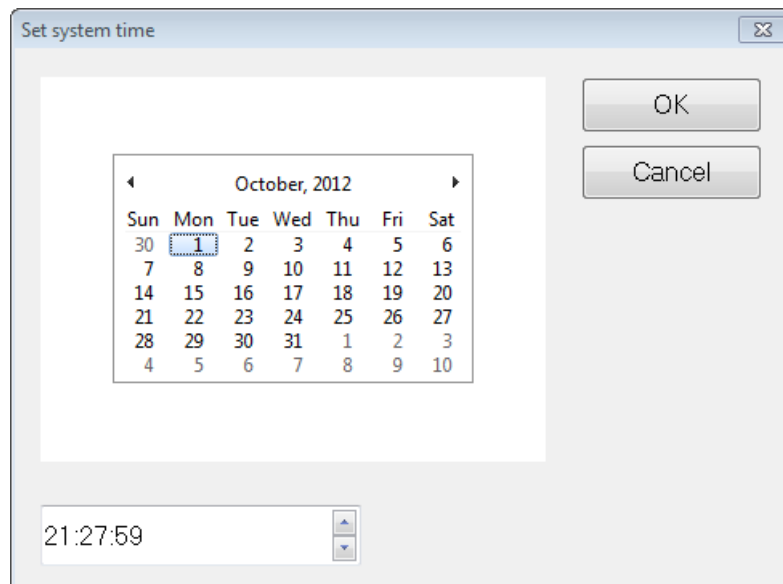 Set system time
OK
Cancel
October, 2012
Sun Mon Tue Wed Thu Fri Sat
30 1 2 3 4 5 6
7 8 9 10 11 12 13
14 15 16 17 18 19 20
21 22 23 24 25 26 27
28 29 30 31 1 2 3
4 5 6 7 8 9 10
21:27:59